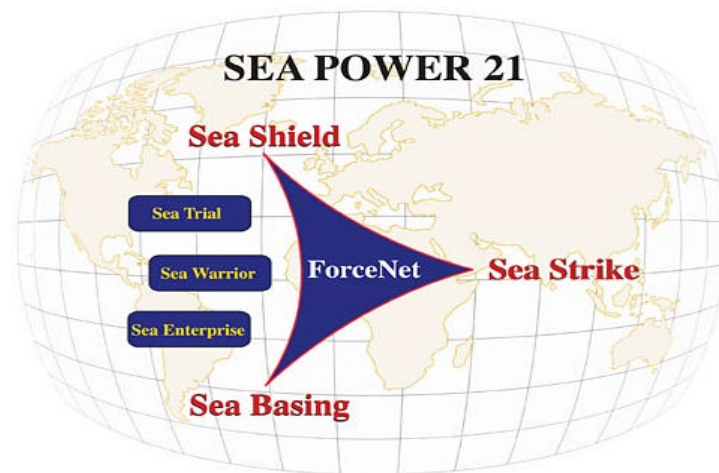 SEA POWER 21
Sea Shield
Sea Trial
Sea Warrior
ForceNet
Sea Strike
Sea Enterprise
Sea Basing